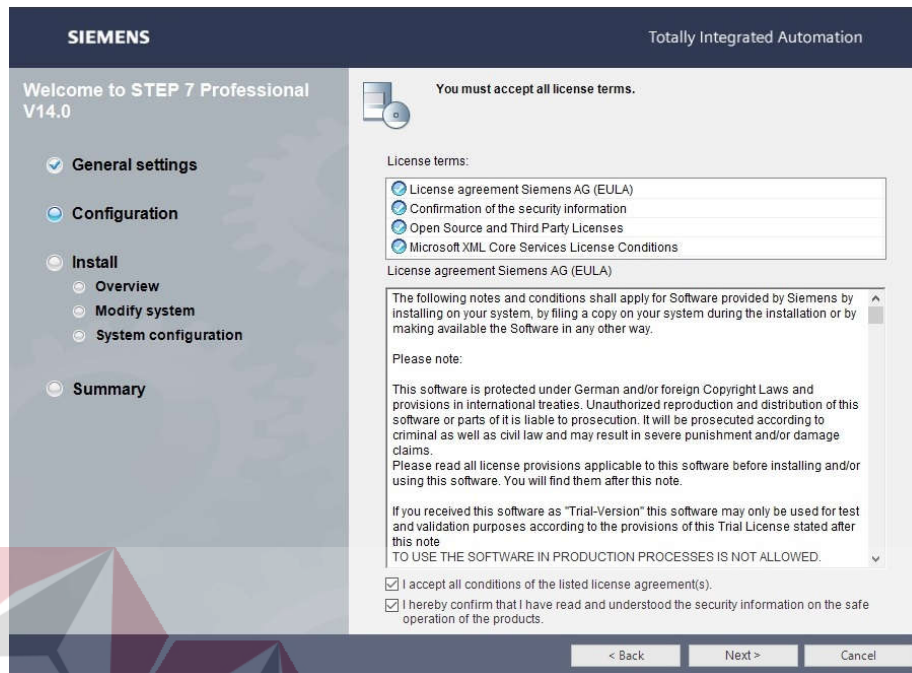 SIEMENS
Totally Integrated Automation
Welcome to STEP 7 Professional
V14.0
General settings
Configuration
Install
Overview
Modify system
System configuration
Summary
You must accept all license terms.
License terms:
License agreement Siemens AG (EULA)
Confirmation of the security information
Open Source and Third Party Licenses
Microsoft XML Core Services License Conditions
License agreement Siemens AG (EULA)
The following notes and conditions shall apply for Software provided by Siemens by
installing on your system, by filing a copy on your system during the installation or by
making available the Software in any other way.
Please note:
This software is protected under German and/or foreign Copyright Laws and
provisions in international treaties. Unauthorized reproduction and distribution of this
software or parts of it is liable to prosecution. It will be prosecuted according to
criminal as well as civil law and may result in severe punishment and/or damage
claims.
Please read all license provisions applicable to this software before installing and/or
using this software. You will find them after this note.
If you received this software as "Trial-Version" this software may only be used for test
and validation purposes according to the provisions of this Trial License stated after
this note
TO USE THE SOFTWARE IN PRODUCTION PROCESSES IS NOT ALLOWED.
I accept all conditions of the listed license agreement(s).
I hereby confirm that I have read and understood the security information on the safe
operation of the products.
< Back
Next >
Cancel